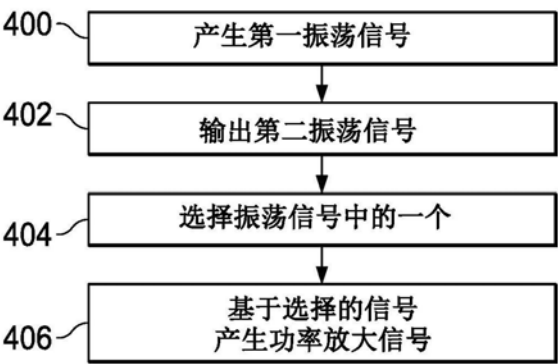 400
产生第一振荡信号
402
输出第二振荡信号
404
选择振荡信号中的一个
406
基于选择的信号
产生功率放大信号